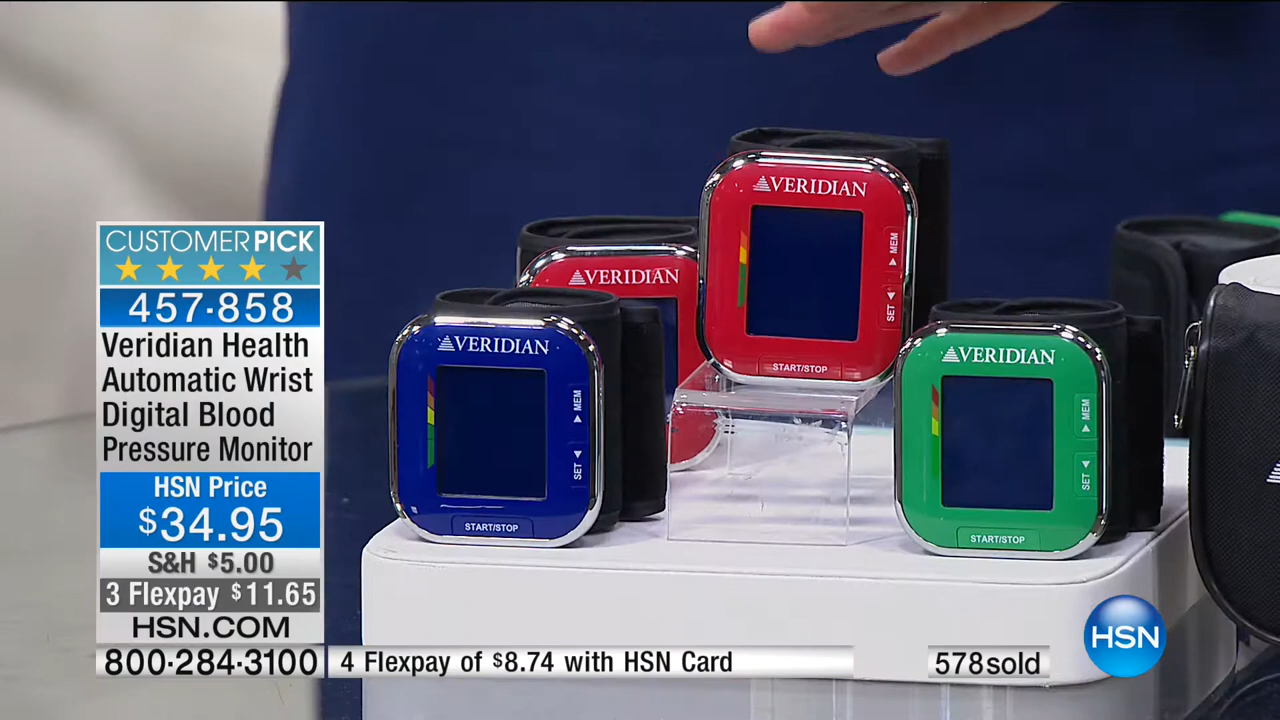 CUSTOMER PICK
457·858
Veridian Health
Automatic Wrist
Digital Blood
Pressure Monitor
HSN Price
$34.95
S&H $5.00
3 Flexpay $11.65
HSN.COM
800·284·3100
4 Flexpay of $8.74 with HSN Card
578sold
HSN
VERIDIAN
MEM
SET
START/STOP
VERIDIAN
VERIDIAN
MEM
SET
START/STOP
VERIDIAN
MEM
SET
START/STOP